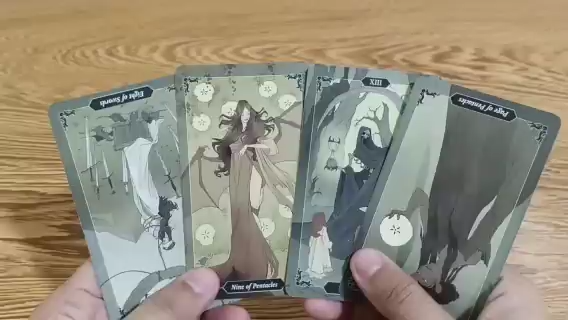 Eight of Swords
Nine of Pentacles
XIII
Page of Pentacles